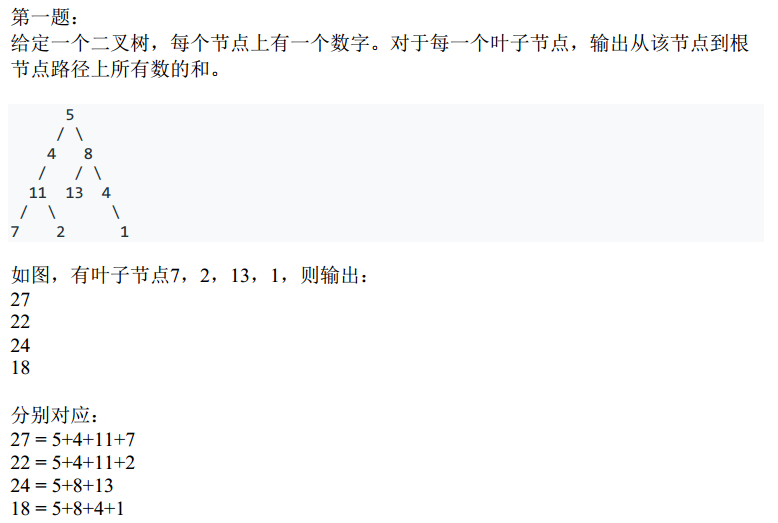 第一题：
给定一个二叉树，每个节点上有一个数字。对于每一个叶子节点，输出从该节点到根
节点路径上所有数的和。
5
/ \
4 8
/ / \
11 13 4
/ \ \
7 2 1
如图，有叶子节点7，2，13，1，则输出：
27
22
24
18
分别对应：
27 = 5+4+11+7
22 = 5+4+11+2
24 = 5+8+13
18 = 5+8+4+1